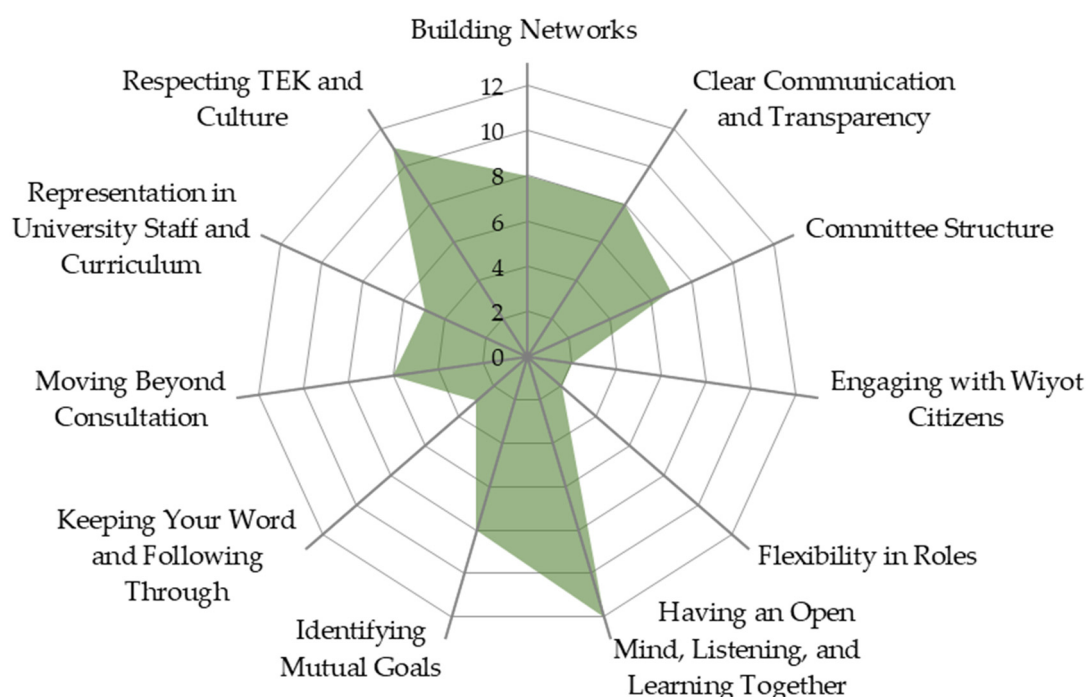 Building Networks
Clear Communication
and Transparency
Committee Structure
Engaging with Wiyot
Citizens
Flexibility in Roles
Having an Open
Mind, Listening, and
Learning Together
Identifying
Mutual Goals
Keeping Your Word
and Following
Through
Moving Beyond
Consultation
Representation in
University Staff and
Curriculum
Respecting TEK and
Culture
12
10
8
6
4
2
0